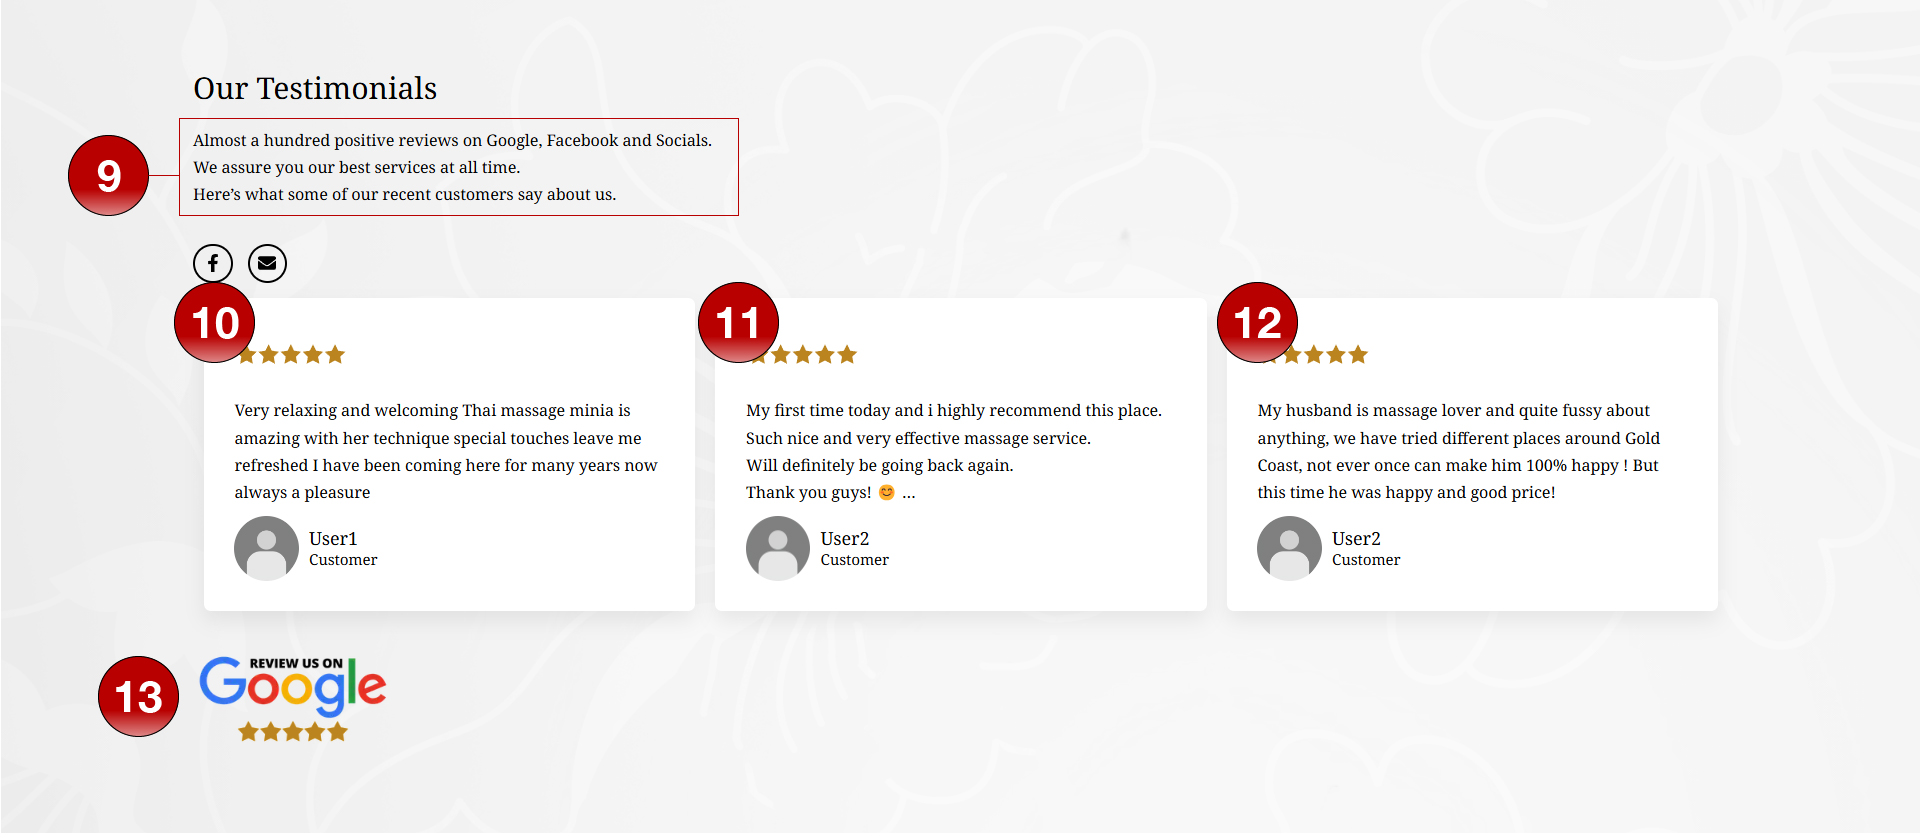 Our Testimonials
9
Almost a hundred positive reviews on Google, Facebook and Socials.
We assure you our best services at all time.
Here’s what some of our recent customers say about us.
10
Very relaxing and welcoming Thai massage minia is
amazing with her technique special touches leave me
refreshed I have been coming here for many years now
always a pleasure
User1
Customer
11
My first time today and i highly recommend this place.
Such nice and very effective massage service.
Will definitely be going back again.
Thank you guys! 😊 ...
User2
Customer
12
My husband is massage lover and quite fussy about
anything, we have tried different places around Gold
Coast, not ever once can make him 100% happy ! But
this time he was happy and good price!
User2
Customer
13
REVIEW US ON
Google